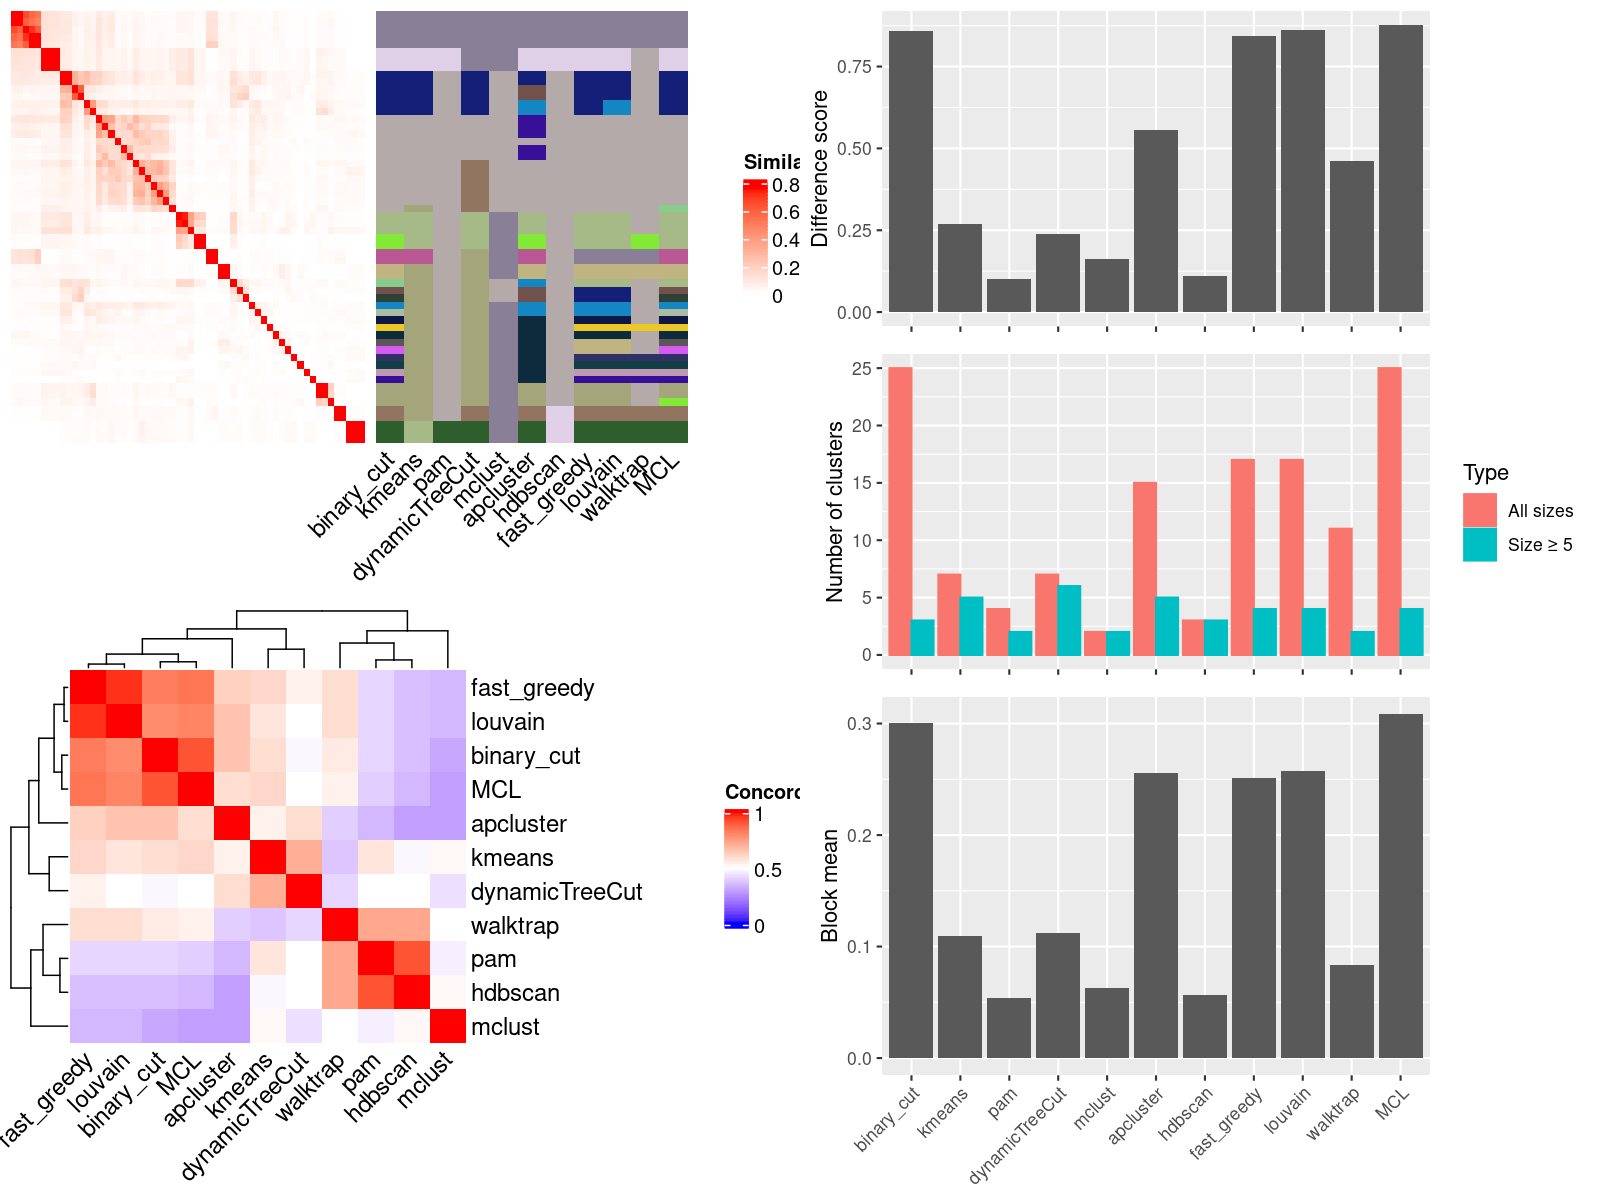 Simila
0.8
0.6
0.4
0.2
0
binary_cut
kmeans
pam
dynamicTreeCut
mclust
apcluster
hdbscan
fast_greedy
louvain
walktrap
MCL
fast_greedy
louvain
binary_cut
MCL
apcluster
kmeans
dynamicTreeCut
walktrap
pam
hdbscan
mclust
fast_greedy
louvain
binary_cut
MCL
apcluster
kmeans
dynamicTreeCut
walktrap
pam
hdbscan
mclust
Concord
1
0.5
0
Difference score
0.75
0.50
0.25
0.00
Number of clusters
25
20
15
10
5
0
Type
All sizes
Size ≥ 5
Block mean
0.3
0.2
0.1
0.0
binary_cut
kmeans
pam
dynamicTreeCut
mclust
apcluster
hdbscan
fast_greedy
louvain
walktrap
MCL